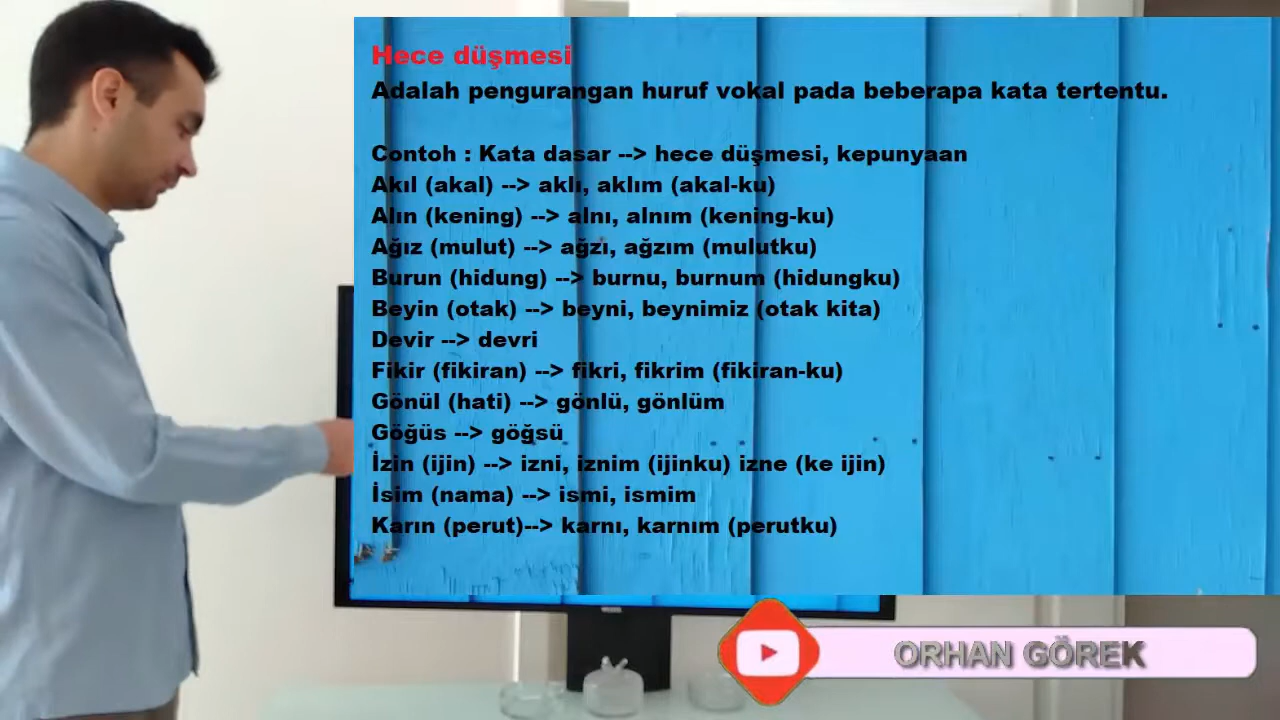 Hece düşmesi
Adalah pengurangan huruf vokal pada beberapa kata tertentu.
Contoh : Kata dasar --> hece düşmesi, kepunyaan
Akıl (akal) --> aklı, aklım (akal-ku)
Alın (kening) --> alnı, alnım (kening-ku)
Ağız (mulut) --> ağzı, ağzım (mulutku)
Burun (hidung) --> burnu, burnum (hidungku)
Beyin (otak) --> beyni, beynimiz (otak kita)
Devir --> devri
Fikir (fikiran) --> fikri, fikrim (fikiran-ku)
Gönül (hati) --> gönlü, gönlüm
Göğüs --> göğsü
İzin (ijin) --> izni, iznim (ijinku) izne (ke ijin)
İsim (nama) --> ismi, ismim
Karın (perut)--> karnı, karnım (perutku)
ORHAN GÖREK